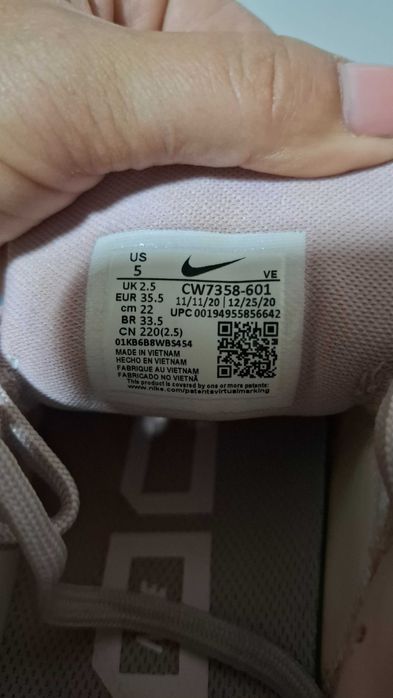 US
5
VE
UK 2.5
CW7358-601
EUR 35.5
11/11/20 | 12/25/20
cm 22
UPC 00194955856642
BR 33.5
CN 220(2.5)
01KB6B8WBS454
MADE IN VIETNAM
HECHO EN VIETNAM
FABRIQUE AU VIETNAM
FABRICADO NO VIETNÃ
This product is covered by one or more patents:
www.nike.com/patentsvirtualmarking